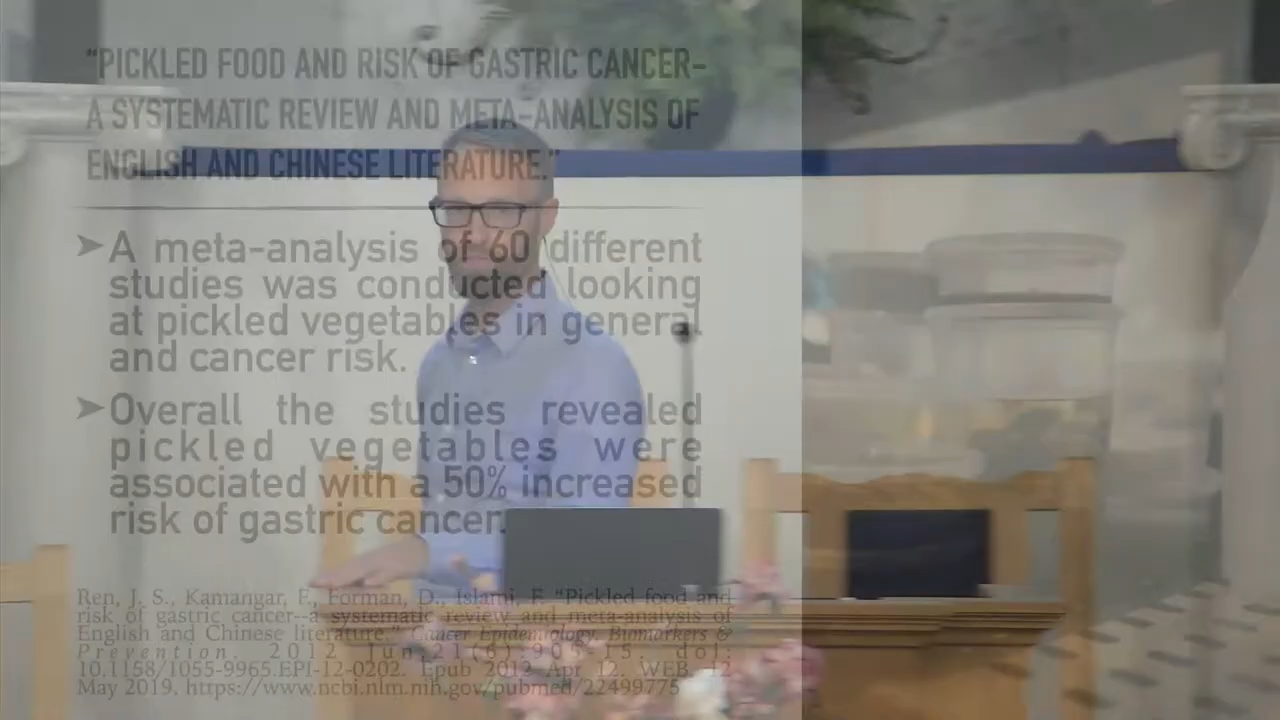 “PICKLED FOOD AND RISK OF GASTRIC CANCER–
A SYSTEMATIC REVIEW AND META-ANALYSIS OF
ENGLISH AND CHINESE LITERATURE.”
➤A meta-analysis of 60 different
studies was conducted looking
at pickled vegetables in general
and cancer risk.
➤Overall the studies revealed
pickled vegetables were
associated with a 50% increased
risk of gastric cancer.
Ren, J. S., Kamangar, F., Forman, D., Islami, F. “Pickled food and
risk of gastric cancer--a systematic review and meta-analysis of
English and Chinese literature.” Cancer Epidemiology, Biomarkers &
Prevention. 2012 Jun;21(6):905-15. doi:
10.1158/1055-9965.EPI-12-0202. Epub 2012 Apr 12. WEB. 12
May 2019. https://www.ncbi.nlm.nih.gov/pubmed/22499775